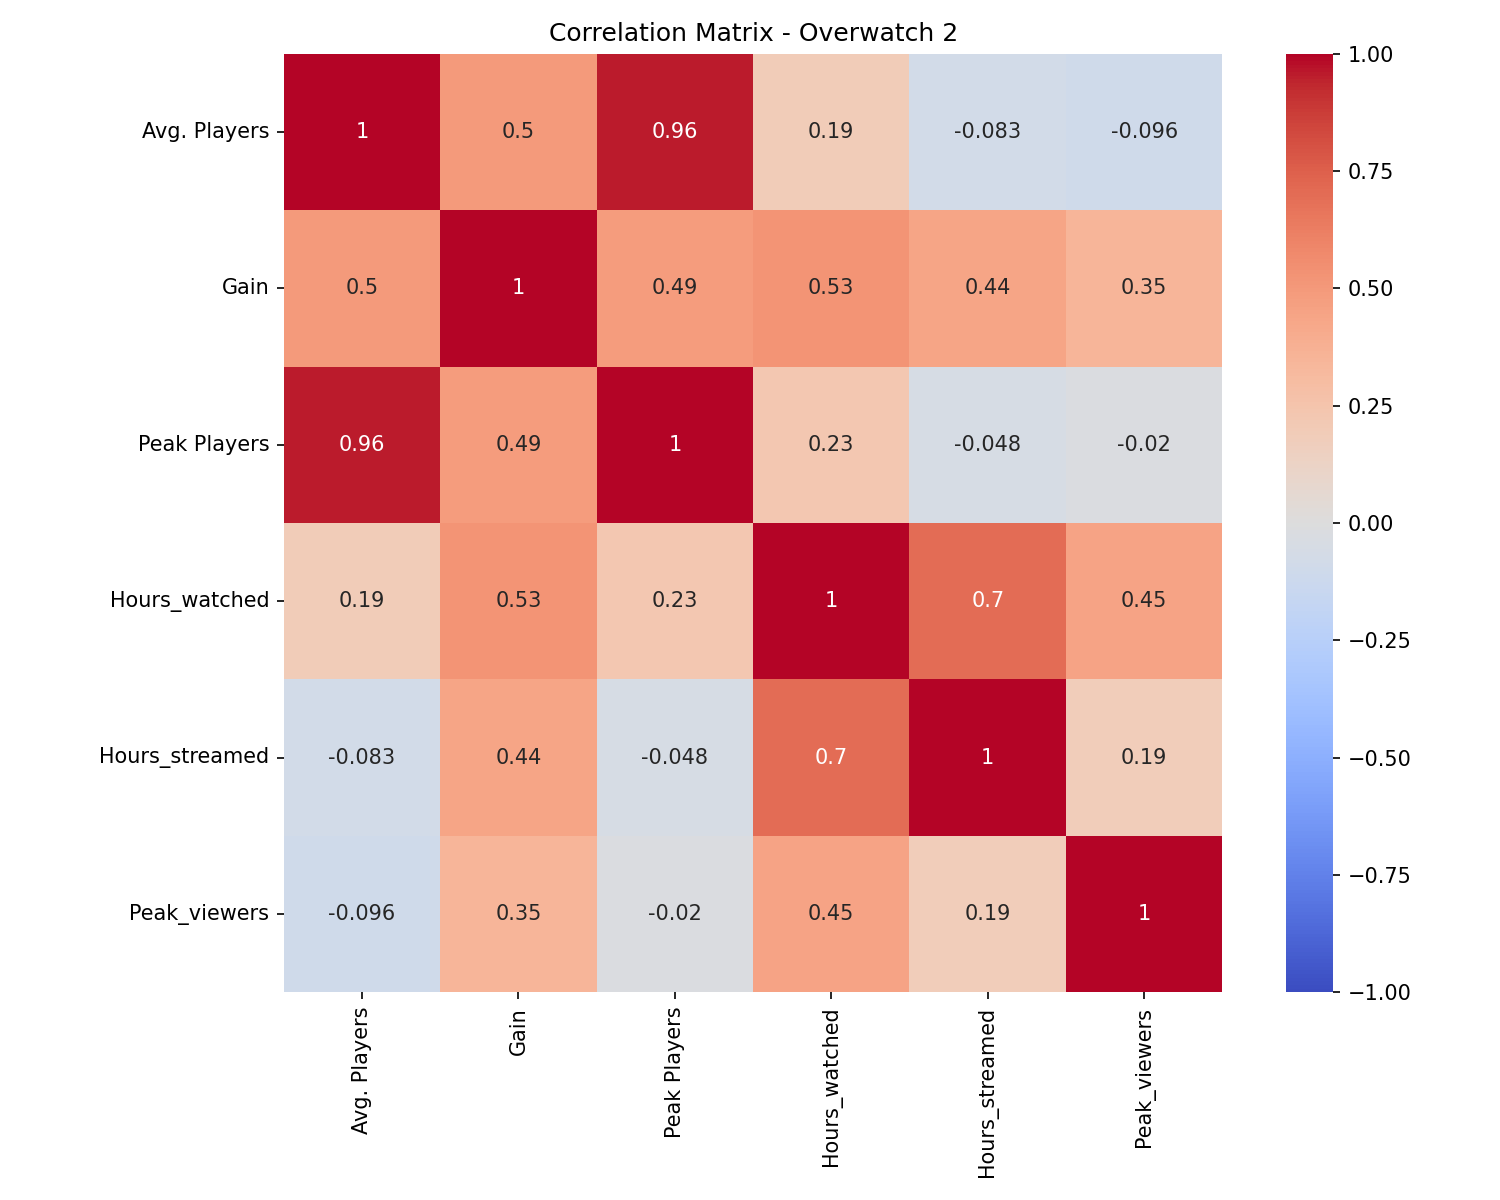 Correlation Matrix - Overwatch 2
Avg. Players 1 0.5 0.96 0.19 -0.083 -0.096
Gain 0.5 1 0.49 0.53 0.44 0.35
Peak Players 0.96 0.49 1 0.23 -0.048 -0.02
Hours_watched 0.19 0.53 0.23 1 0.7 0.45
Hours_streamed -0.083 0.44 -0.048 0.7 1 0.19
Peak_viewers -0.096 0.35 -0.02 0.45 0.19 1
Avg. Players Gain Peak Players Hours_watched Hours_streamed Peak_viewers
1.00
0.75
0.50
0.25
0.00
−0.25
−0.50
−0.75
−1.00